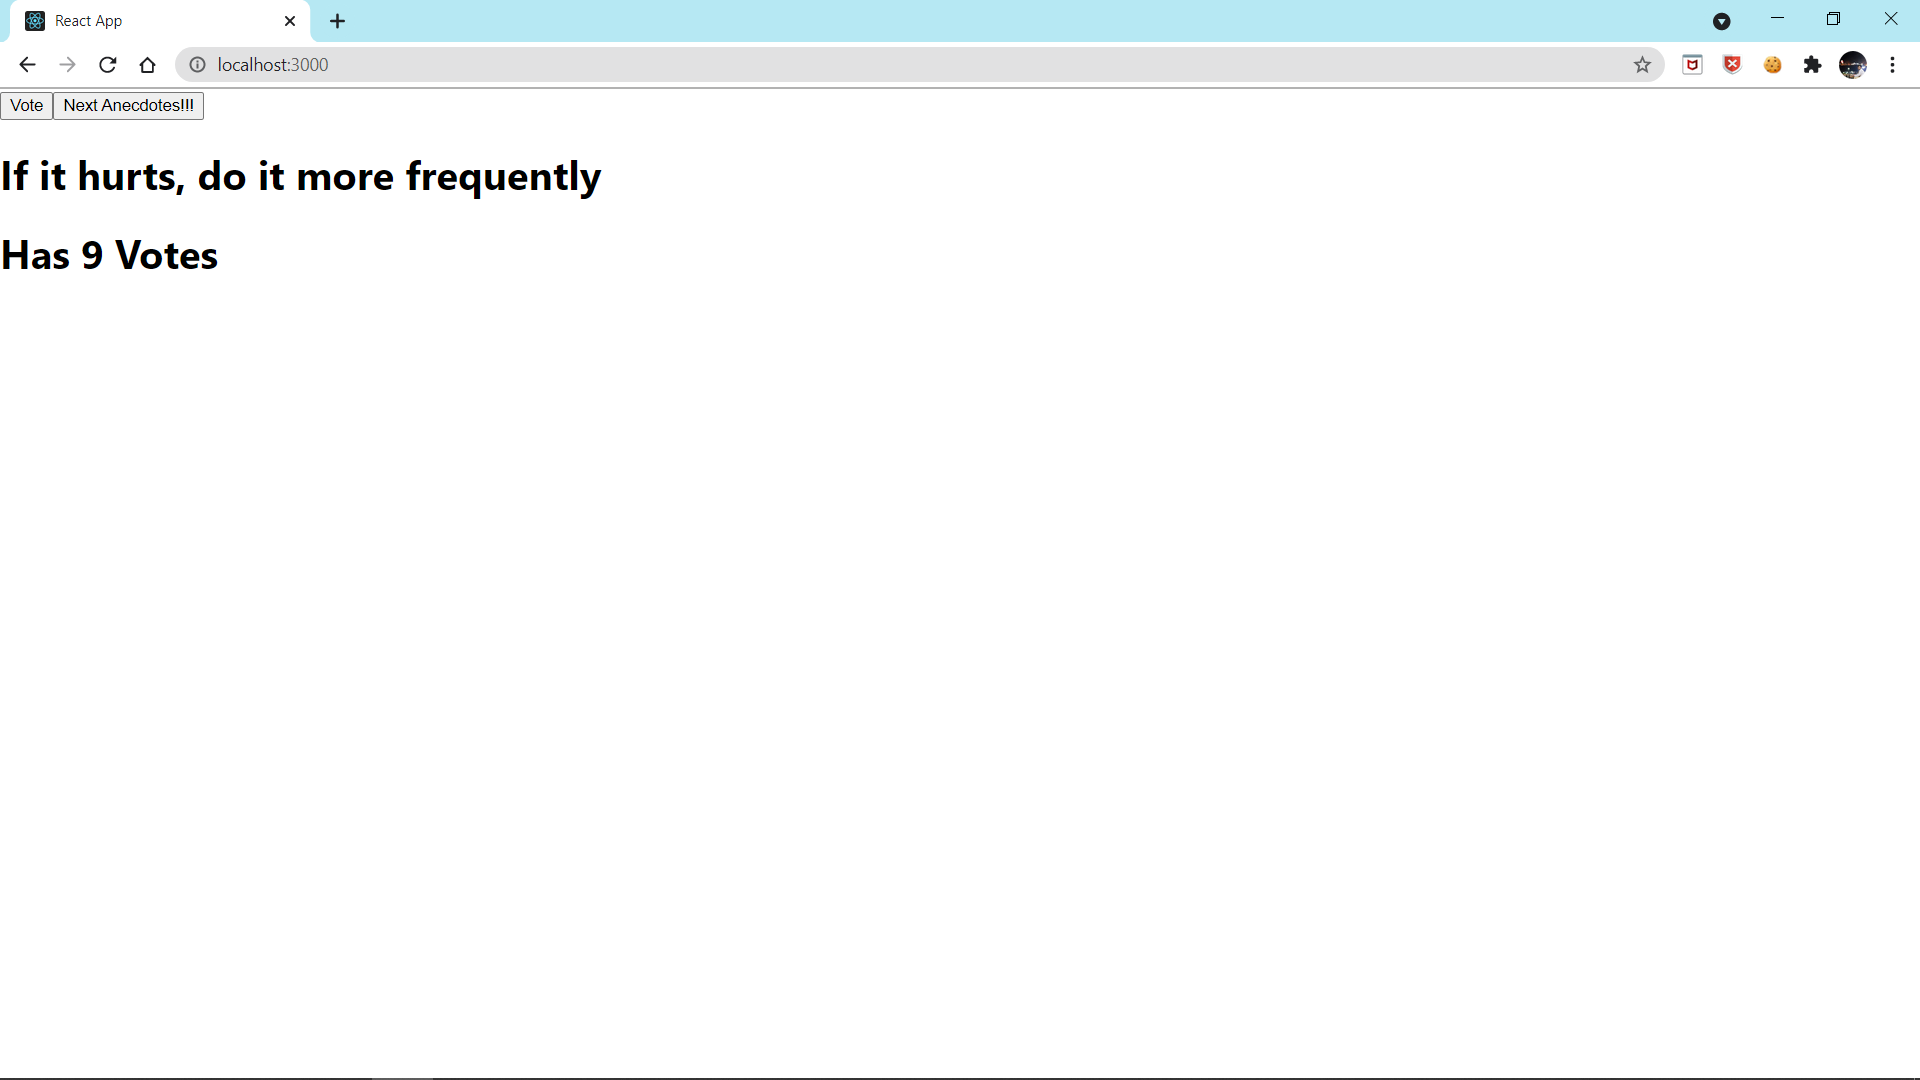 React App
localhost:3000
Vote Next Anecdotes!!!
If it hurts, do it more frequently
Has 9 Votes